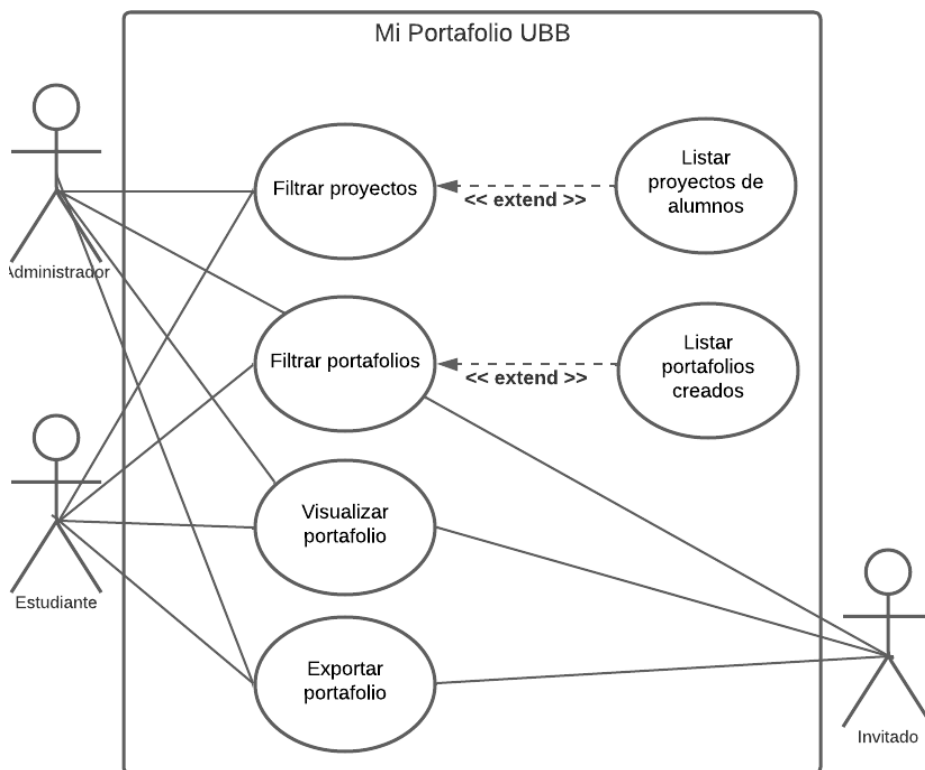 Mi Portafolio UBB
Filtrar proyectos
<< extend >>
Listar
proyectos de
alumnos
Administrador
Filtrar portafolios
<< extend >>
Listar
portafolios
creados
Visualizar
portafolio
Estudiante
Exportar
portafolio
Invitado